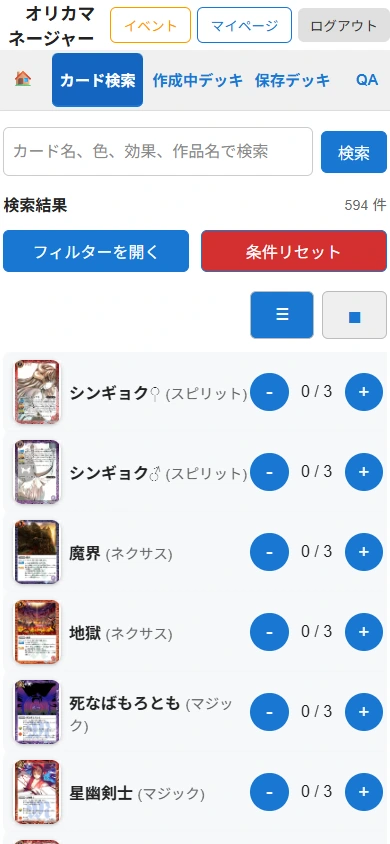 オリカマ
ネージャー
イベント
マイページ
ログアウト
カード検索
作成中デッキ
保存デッキ
QA
カード名、色、効果、作品名で検索
検索
検索結果
594 件
フィルターを開く
条件リセット
シンギョク♀ (スピリット)
- 0 / 3 +
シンギョク♂ (スピリット)
- 0 / 3 +
魔界 (ネクサス)
- 0 / 3 +
地獄 (ネクサス)
- 0 / 3 +
死なばもろとも (マジッ
ク)
- 0 / 3 +
星幽剣士 (マジック)
- 0 / 3 +